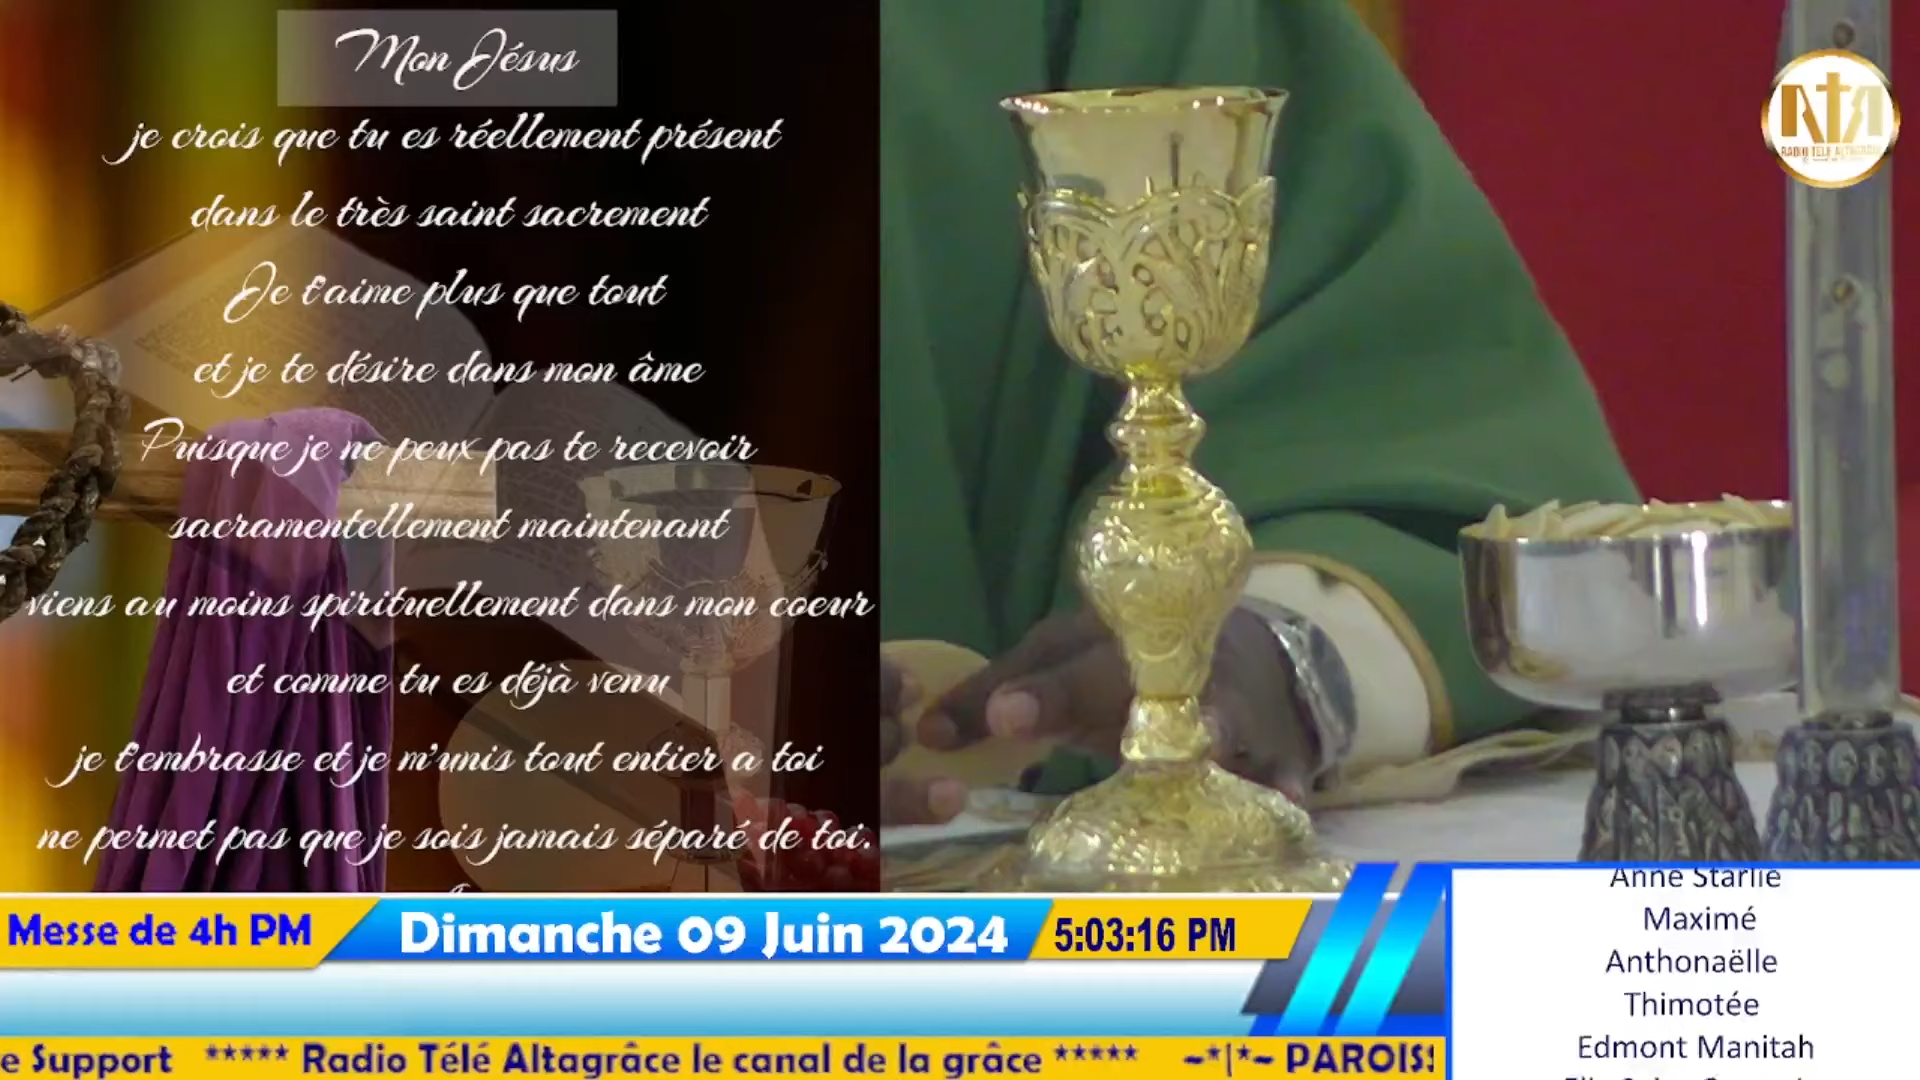 Mon Jésus
je crois que tu es réellement présent
dans le très saint sacrement
Je t'aime plus que tout
et je te désire dans mon âme
Puisque je ne peux pas te recevoir
sacramentellement maintenant
viens au moins spirituellement dans mon coeur
et comme tu es déjà venu
je t'embrasse et je m'unis tout entier a toi
ne permet pas que je sois jamais séparé de toi.
RTA
RADIO TELE ALTAGRACE
Messe de 4h PM
Dimanche 09 Juin 2024
5:03:16 PM
Anne Starlie
Maximé
Anthonaëlle
Thimotée
Edmont Manitah
e Support ***** Radio Télé Altagrâce le canal de la grâce ***** ~*|*~ PAROIS